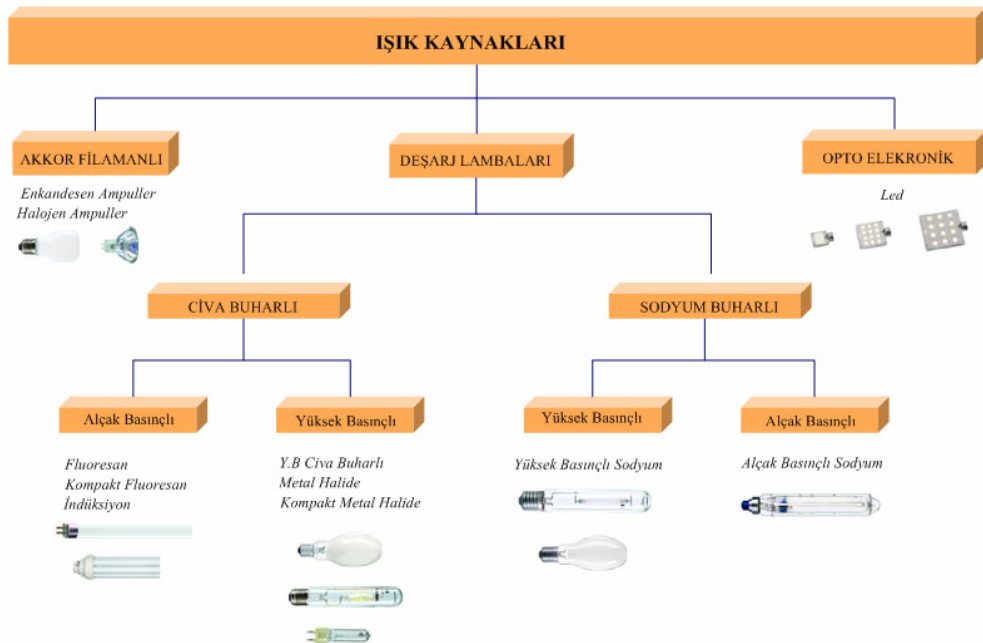 IŞIK KAYNAKLARI
AKKOR FİLAMANLI
DEŞARJ LAMBALARI
OPTO ELEKRONİK
Enkandesen Ampuller
Halojen Ampuller
Led
CİVA BUHARLI
SODYUM BUHARLI
Alçak Basınçlı
Yüksek Basınçlı
Yüksek Basınçlı
Alçak Basınçlı
Fluoresan
Kompakt Fluoresan
İndüksiyon
Y.B Civa Buharlı
Metal Halide
Kompakt Metal Halide
Yüksek Basınçlı Sodyum
Alçak Basınçlı Sodyum